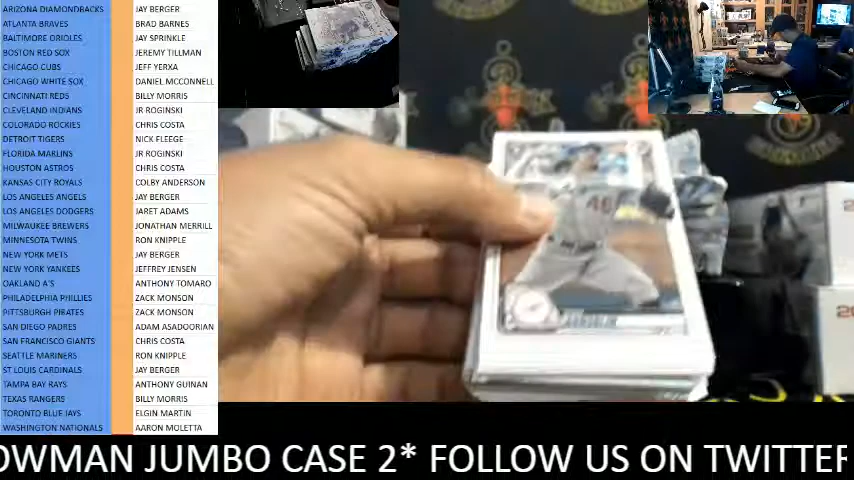 ARIZONA DIAMONDBACKS JAY BERGER
ATLANTA BRAVES BRAD BARNES
BALTIMORE ORIOLES JAY SPRINKLE
BOSTON RED SOX JEREMY TILLMAN
CHICAGO CUBS JEFF YERXA
CHICAGO WHITE SOX DANIEL MCCONNELL
CINCINNATI REDS BILLY MORRIS
CLEVELAND INDIANS JR ROGINSKI
COLORADO ROCKIES CHRIS COSTA
DETROIT TIGERS NICK FLEEGE
FLORIDA MARLINS JR ROGINSKI
HOUSTON ASTROS CHRIS COSTA
KANSAS CITY ROYALS COLBY ANDERSON
LOS ANGELES ANGELS JAY BERGER
LOS ANGELES DODGERS JARET ADAMS
MILWAUKEE BREWERS JONATHAN MERRILL
MINNESOTA TWINS RON KNIPPLE
NEW YORK METS JAY BERGER
NEW YORK YANKEES JEFFREY JENSEN
OAKLAND A'S ANTHONY TOMARO
PHILADELPHIA PHILLIES ZACK MONSON
PITTSBURGH PIRATES ZACK MONSON
SAN DIEGO PADRES ADAM ASADOORIAN
SAN FRANCISCO GIANTS CHRIS COSTA
SEATTLE MARINERS RON KNIPPLE
ST LOUIS CARDINALS JAY BERGER
TAMPA BAY RAYS ANTHONY GUINAN
TEXAS RANGERS BILLY MORRIS
TORONTO BLUE JAYS ELGIN MARTIN
WASHINGTON NATIONALS AARON MOLETTA
46
OWMAN JUMBO CASE 2* FOLLOW US ON TWITTER